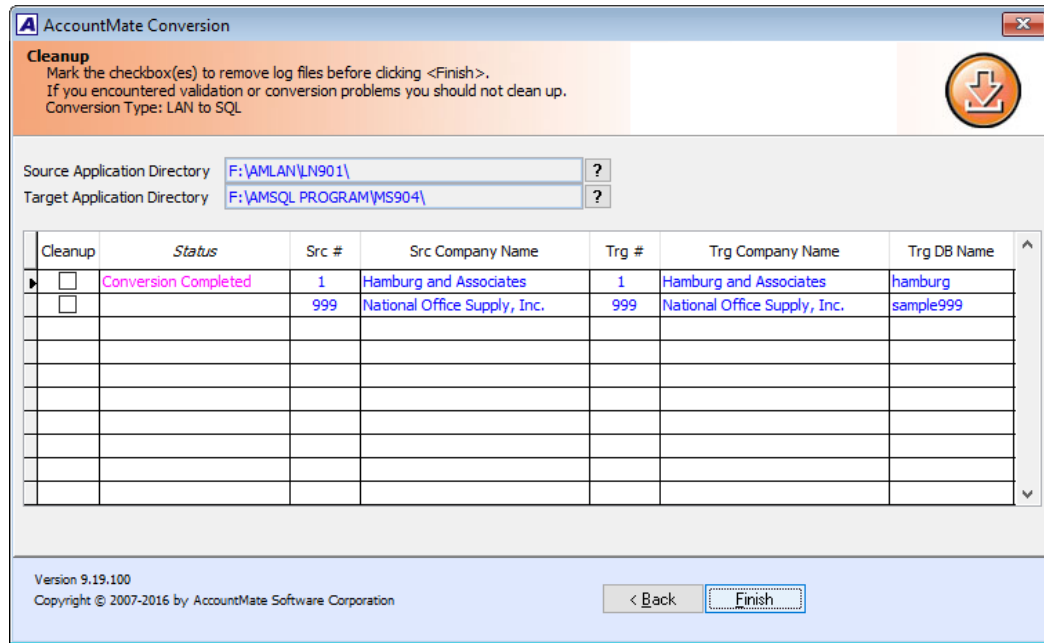 AccountMate Conversion
Cleanup
Mark the checkbox(es) to remove log files before clicking <Finish>.
If you encountered validation or conversion problems you should not clean up.
Conversion Type: LAN to SQL
Source Application Directory F:\AMLAN\LN901\ ?
Target Application Directory F:\AMSQL PROGRAM\MS904\ ?
Cleanup Status Src # Src Company Name Trg # Trg Company Name Trg DB Name
Conversion Completed 1 Hamburg and Associates 1 Hamburg and Associates hamburg
999 National Office Supply, Inc. 999 National Office Supply, Inc. sample999
Version 9.19.100
Copyright © 2007-2016 by AccountMate Software Corporation
< Back Finish